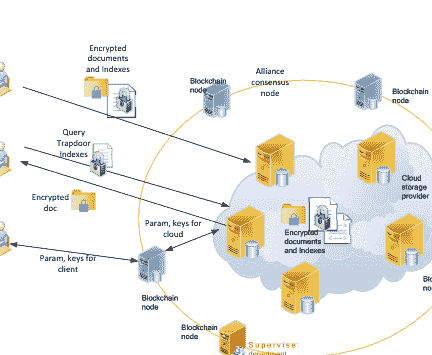 Encrypted
documents
and Indexes
Alliance
consensus
node
Blockchain
node
Blockchain
node
Query
Trapdoor
Indexes
Cloud
storage
provider
Encrypted
doc
Param, keys for
cloud
Encrypted
documents
and Indexes
Param, keys for
client
Blockchain
node
Blockchain
node
Supervise
department